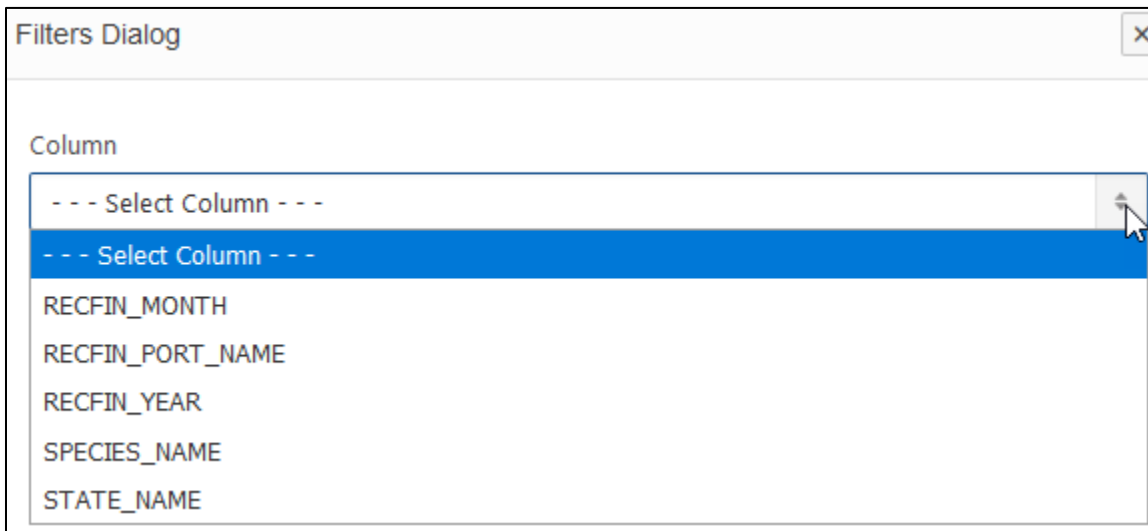 Filters Dialog
Column
- - - Select Column - - -
- - - Select Column - - -
RECFIN_MONTH
RECFIN_PORT_NAME
RECFIN_YEAR
SPECIES_NAME
STATE_NAME